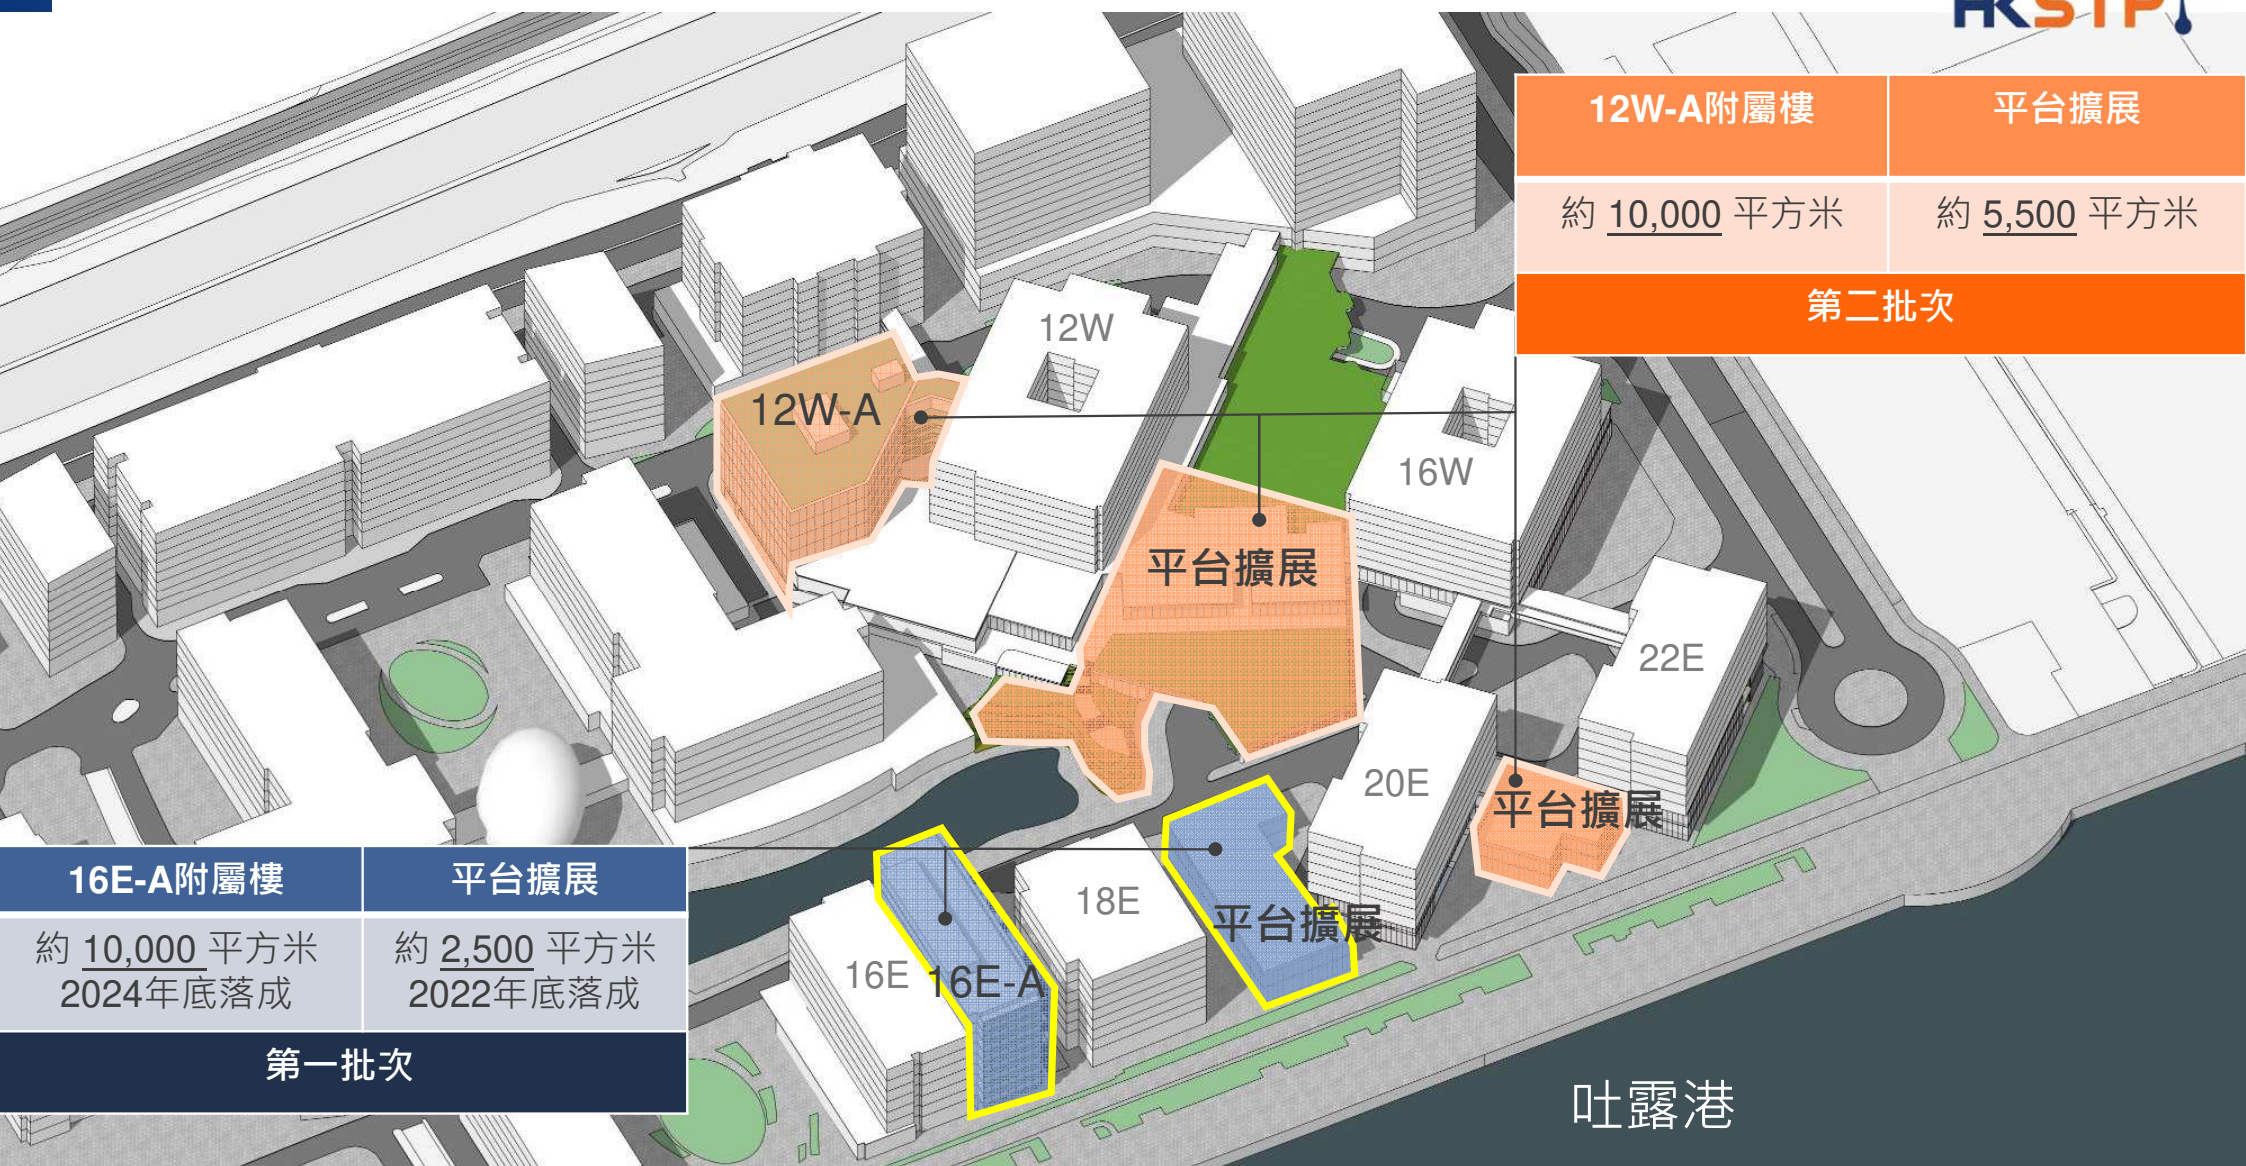 HKSTP
12W-A附屬樓
平台擴展
約 10,000 平方米
約 5,500 平方米
第二批次
12W
12W-A
16W
平台擴展
22E
20E
平台擴展
16E-A附屬樓
平台擴展
約 10,000 平方米
2024年底落成
約 2,500 平方米
2022年底落成
第一批次
18E
平台擴展
16E
16E-A
吐露港